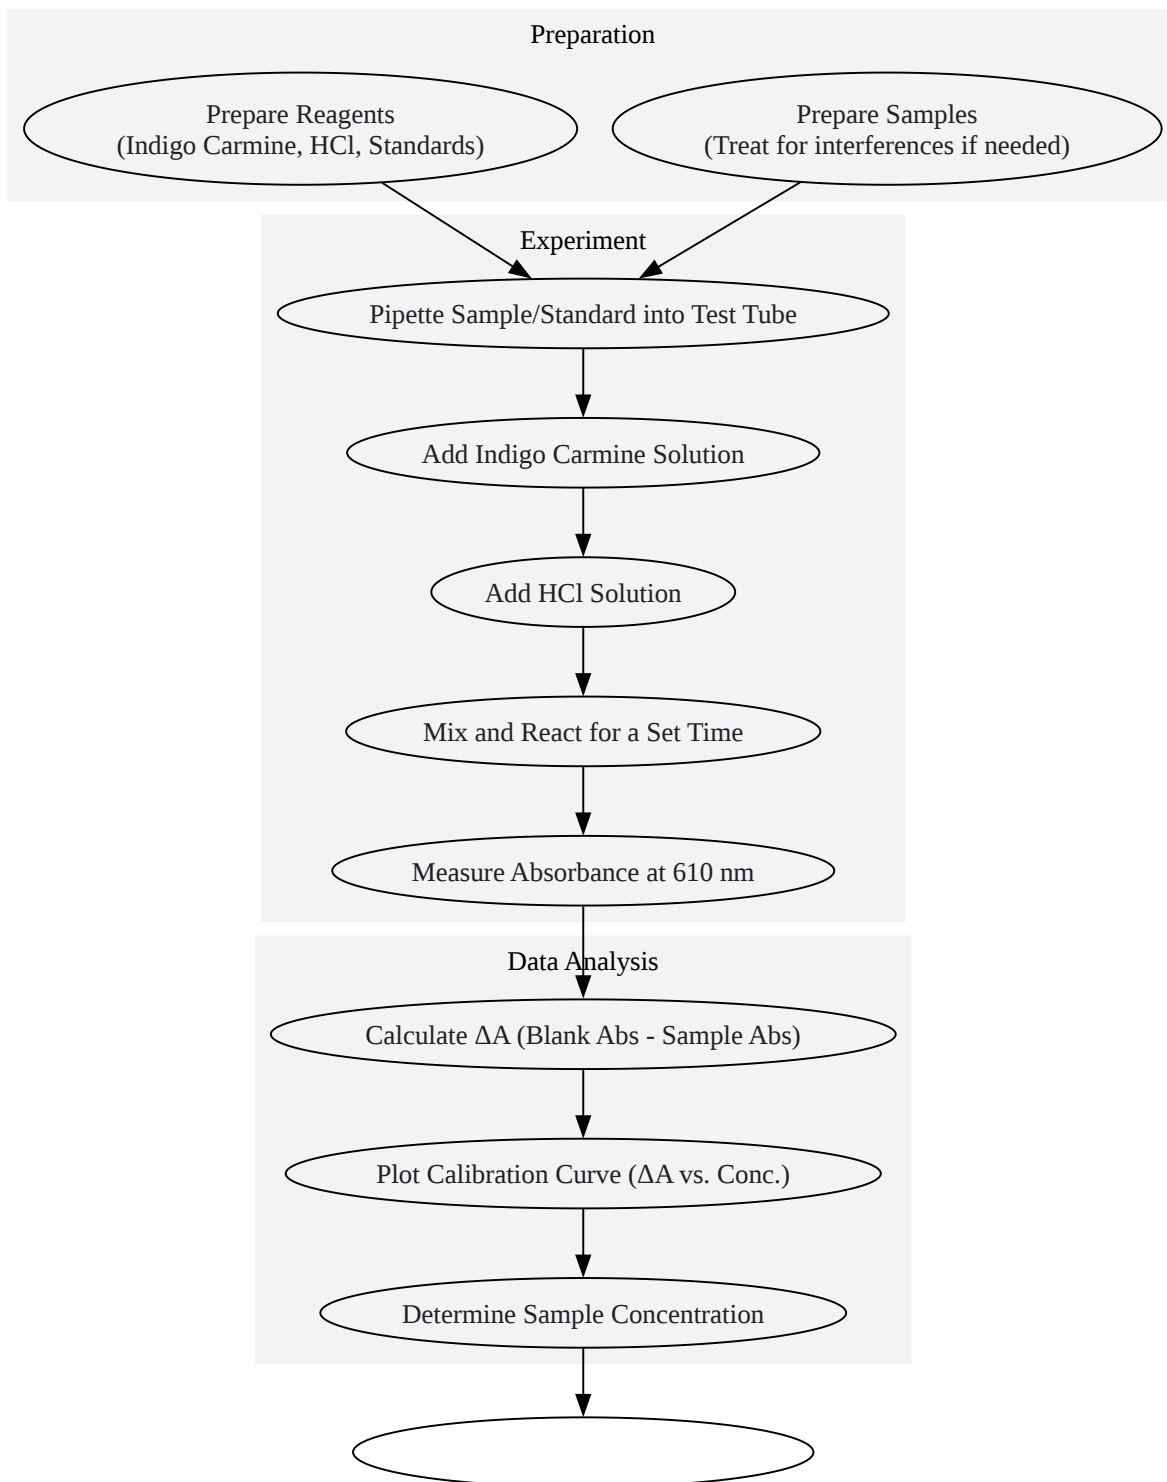 Preparation
Prepare Reagents
(Indigo Carmine, HCl, Standards)
Prepare Samples
(Treat for interferences if needed)
Experiment
Pipette Sample/Standard into Test Tube
Add Indigo Carmine Solution
Add HCl Solution
Mix and React for a Set Time
Measure Absorbance at 610 nm
Data Analysis
Calculate ΔA (Blank Abs - Sample Abs)
Plot Calibration Curve (ΔA vs. Conc.)
Determine Sample Concentration